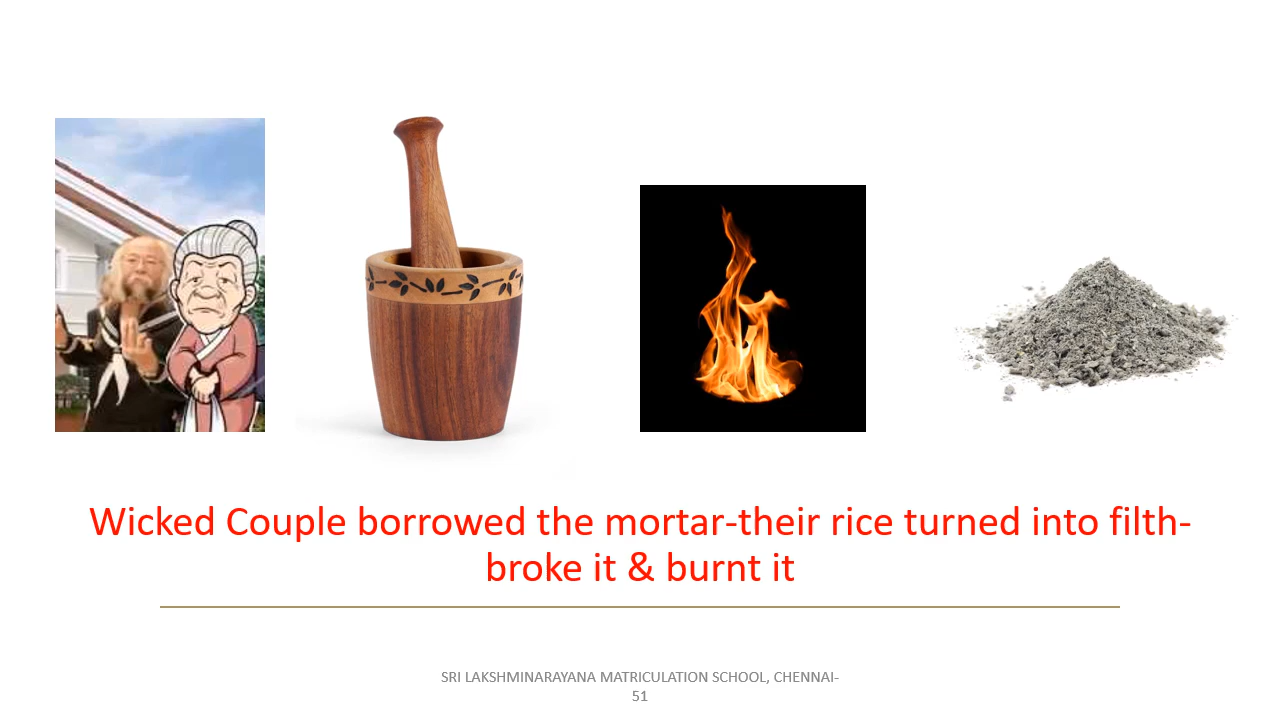 Wicked Couple borrowed the mortar-their rice turned into filth-
broke it & burnt it
SRI LAKSHMINARAYANA MATRICULATION SCHOOL, CHENNAI-
51